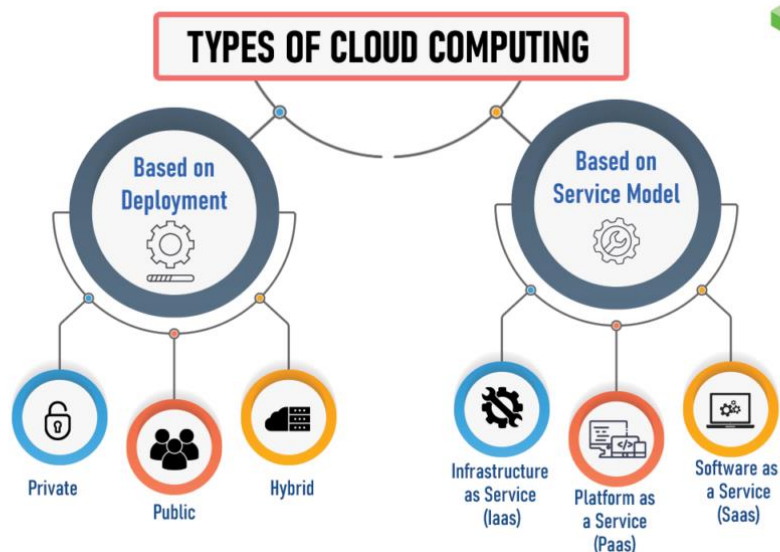 TYPES OF CLOUD COMPUTING
Based on
Deployment
Based on
Service Model
Private
Public
Hybrid
Infrastructure
as Service
(Iaas)
Platform as
a Service
(Paas)
Software as
a Service
(Saas)